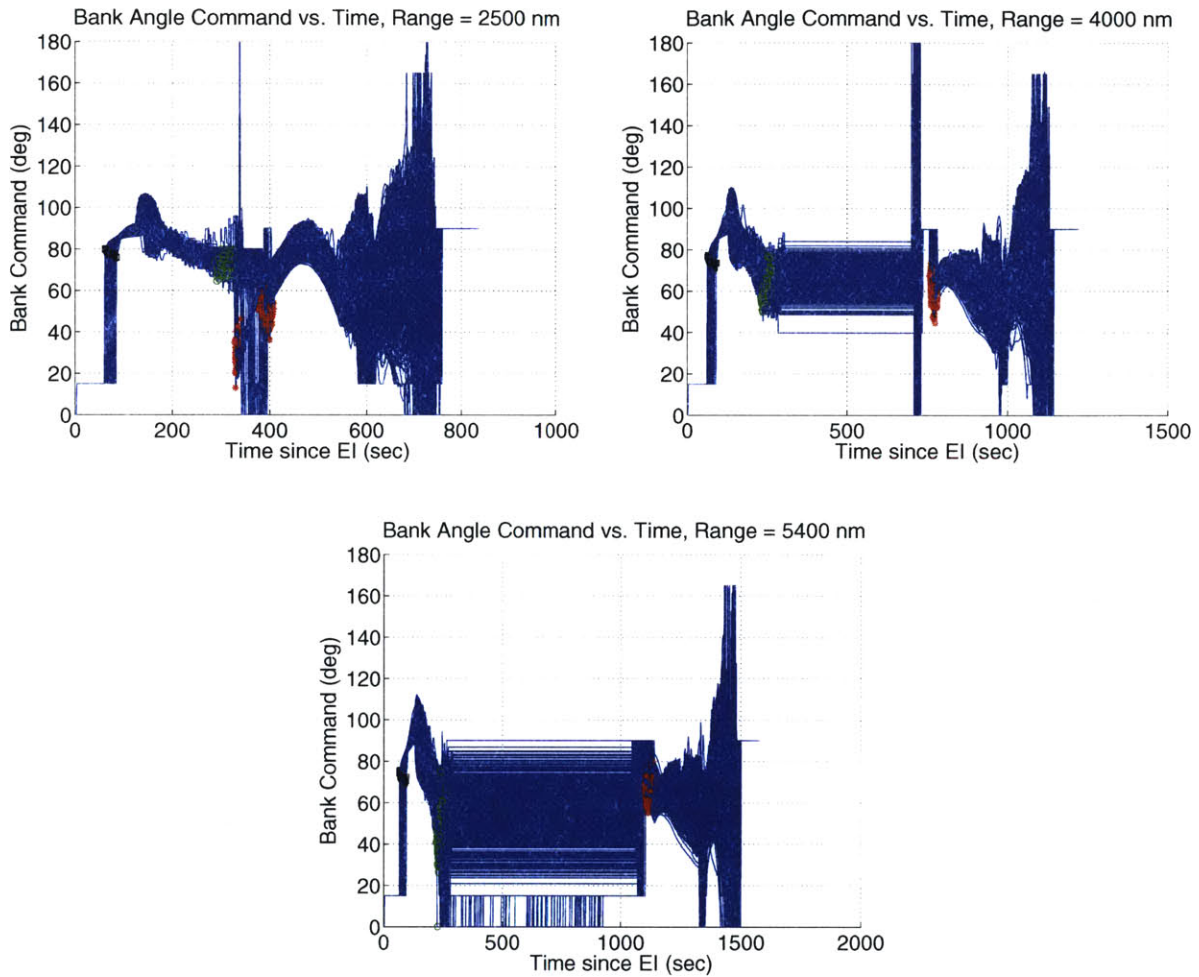 Bank Angle Command vs. Time, Range = 2500 nm
180
160
140
120
100
80
60
40
20
0
Bank Command (deg)
0 200 400 600 800 1000
Time since EI (sec)
Bank Angle Command vs. Time, Range = 4000 nm
180
160
140
120
100
80
60
40
20
0
Bank Command (deg)
0 500 1000 1500
Time since EI (sec)
Bank Angle Command vs. Time, Range = 5400 nm
180
160
140
120
100
80
60
40
20
0
Bank Command (deg)
0 500 1000 1500 2000
Time since EI (sec)